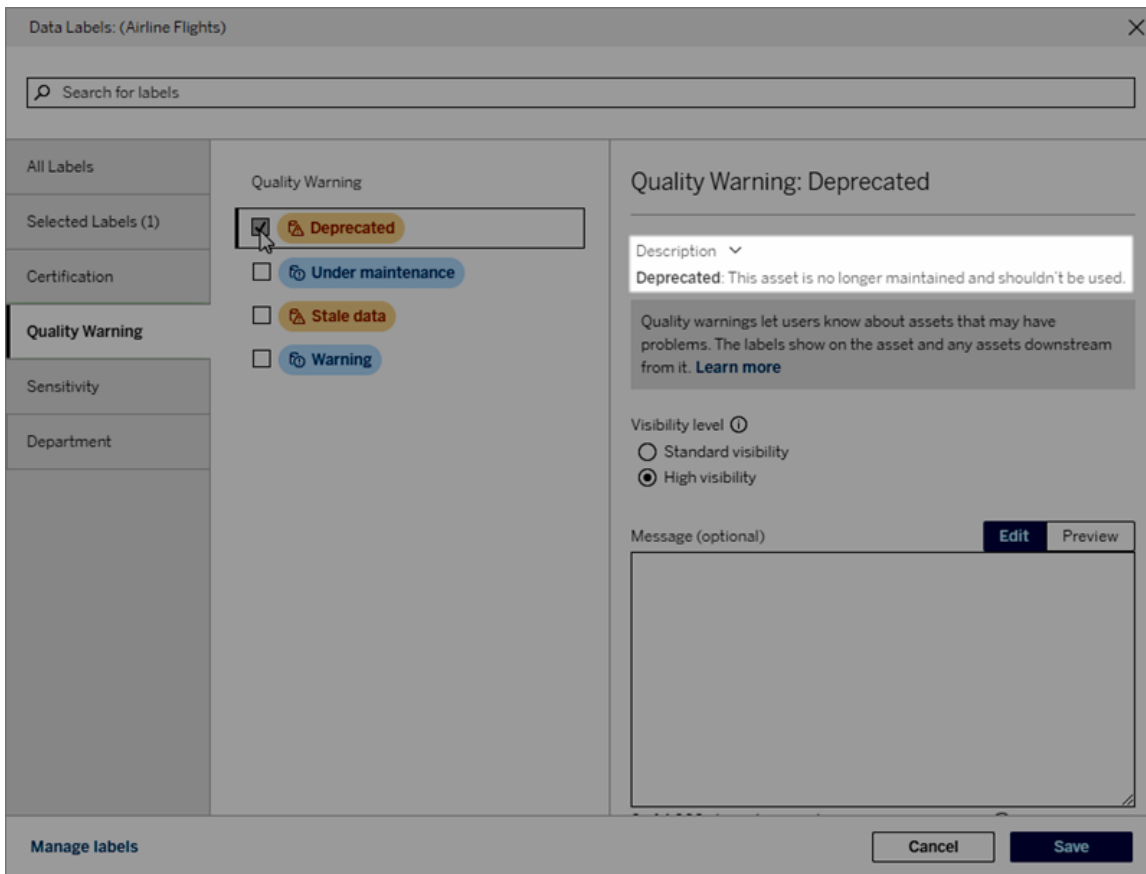 Data Labels: (Airline Flights)
Search for labels
All Labels
Selected Labels (1)
Certification
Quality Warning
Sensitivity
Department
Quality Warning
Deprecated
Under maintenance
Stale data
Warning
Quality Warning: Deprecated
Description
Deprecated: This asset is no longer maintained and shouldn't be used.
Quality warnings let users know about assets that may have
problems. The labels show on the asset and any assets downstream
from it. Learn more
Visibility level
Standard visibility
High visibility
Message (optional)
Edit
Preview
Manage labels
Cancel
Save